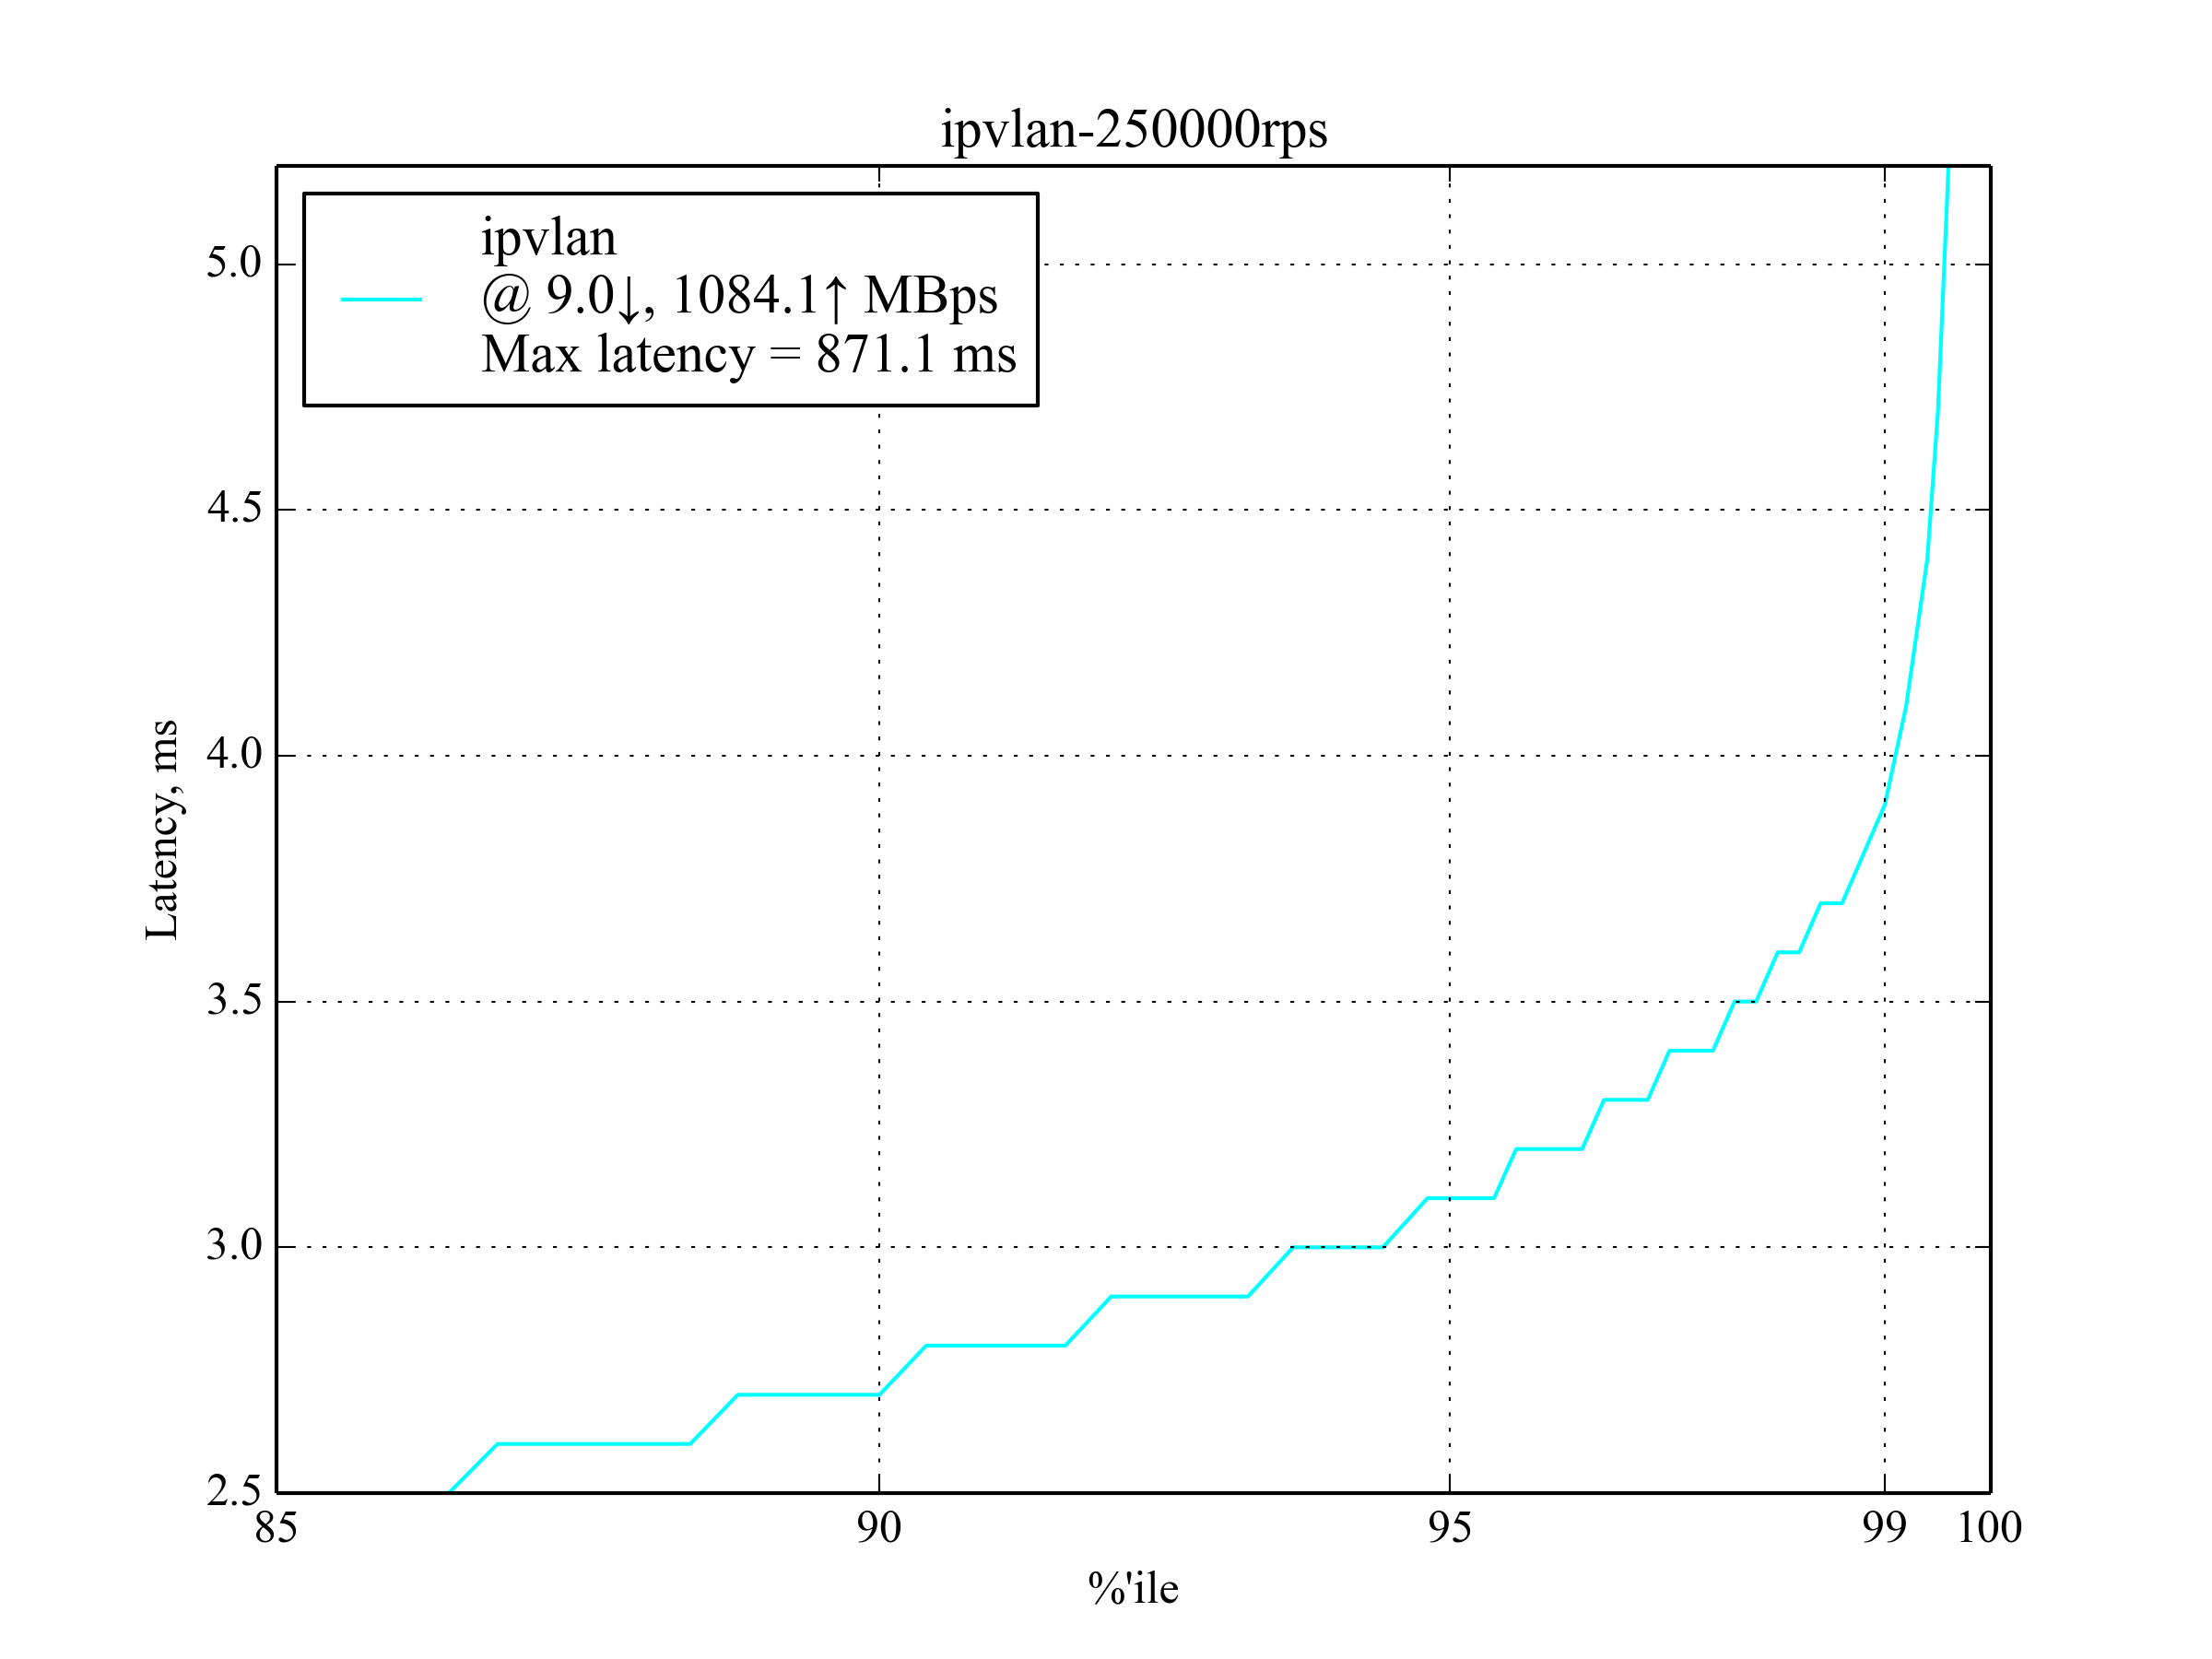 ipvlan-250000rps
ipvlan
@ 9.0↓, 1084.1↑ MBps
Max latency = 871.1 ms
5.0
4.5
4.0
3.5
3.0
2.5
Latency, ms
85 90 95 99 100
%'ile